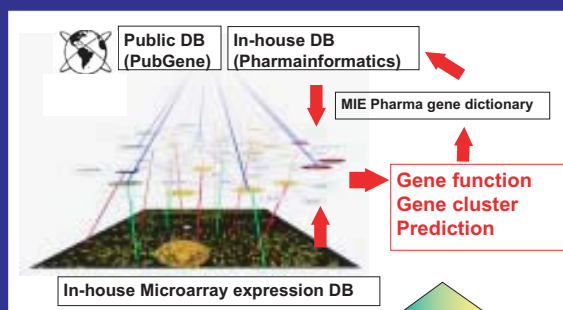 Public DB
(PubGene)
In-house DB
(Pharmainformatics)
MIE Pharma gene dictionary
Gene function
Gene cluster
Prediction
In-house Microarray expression DB